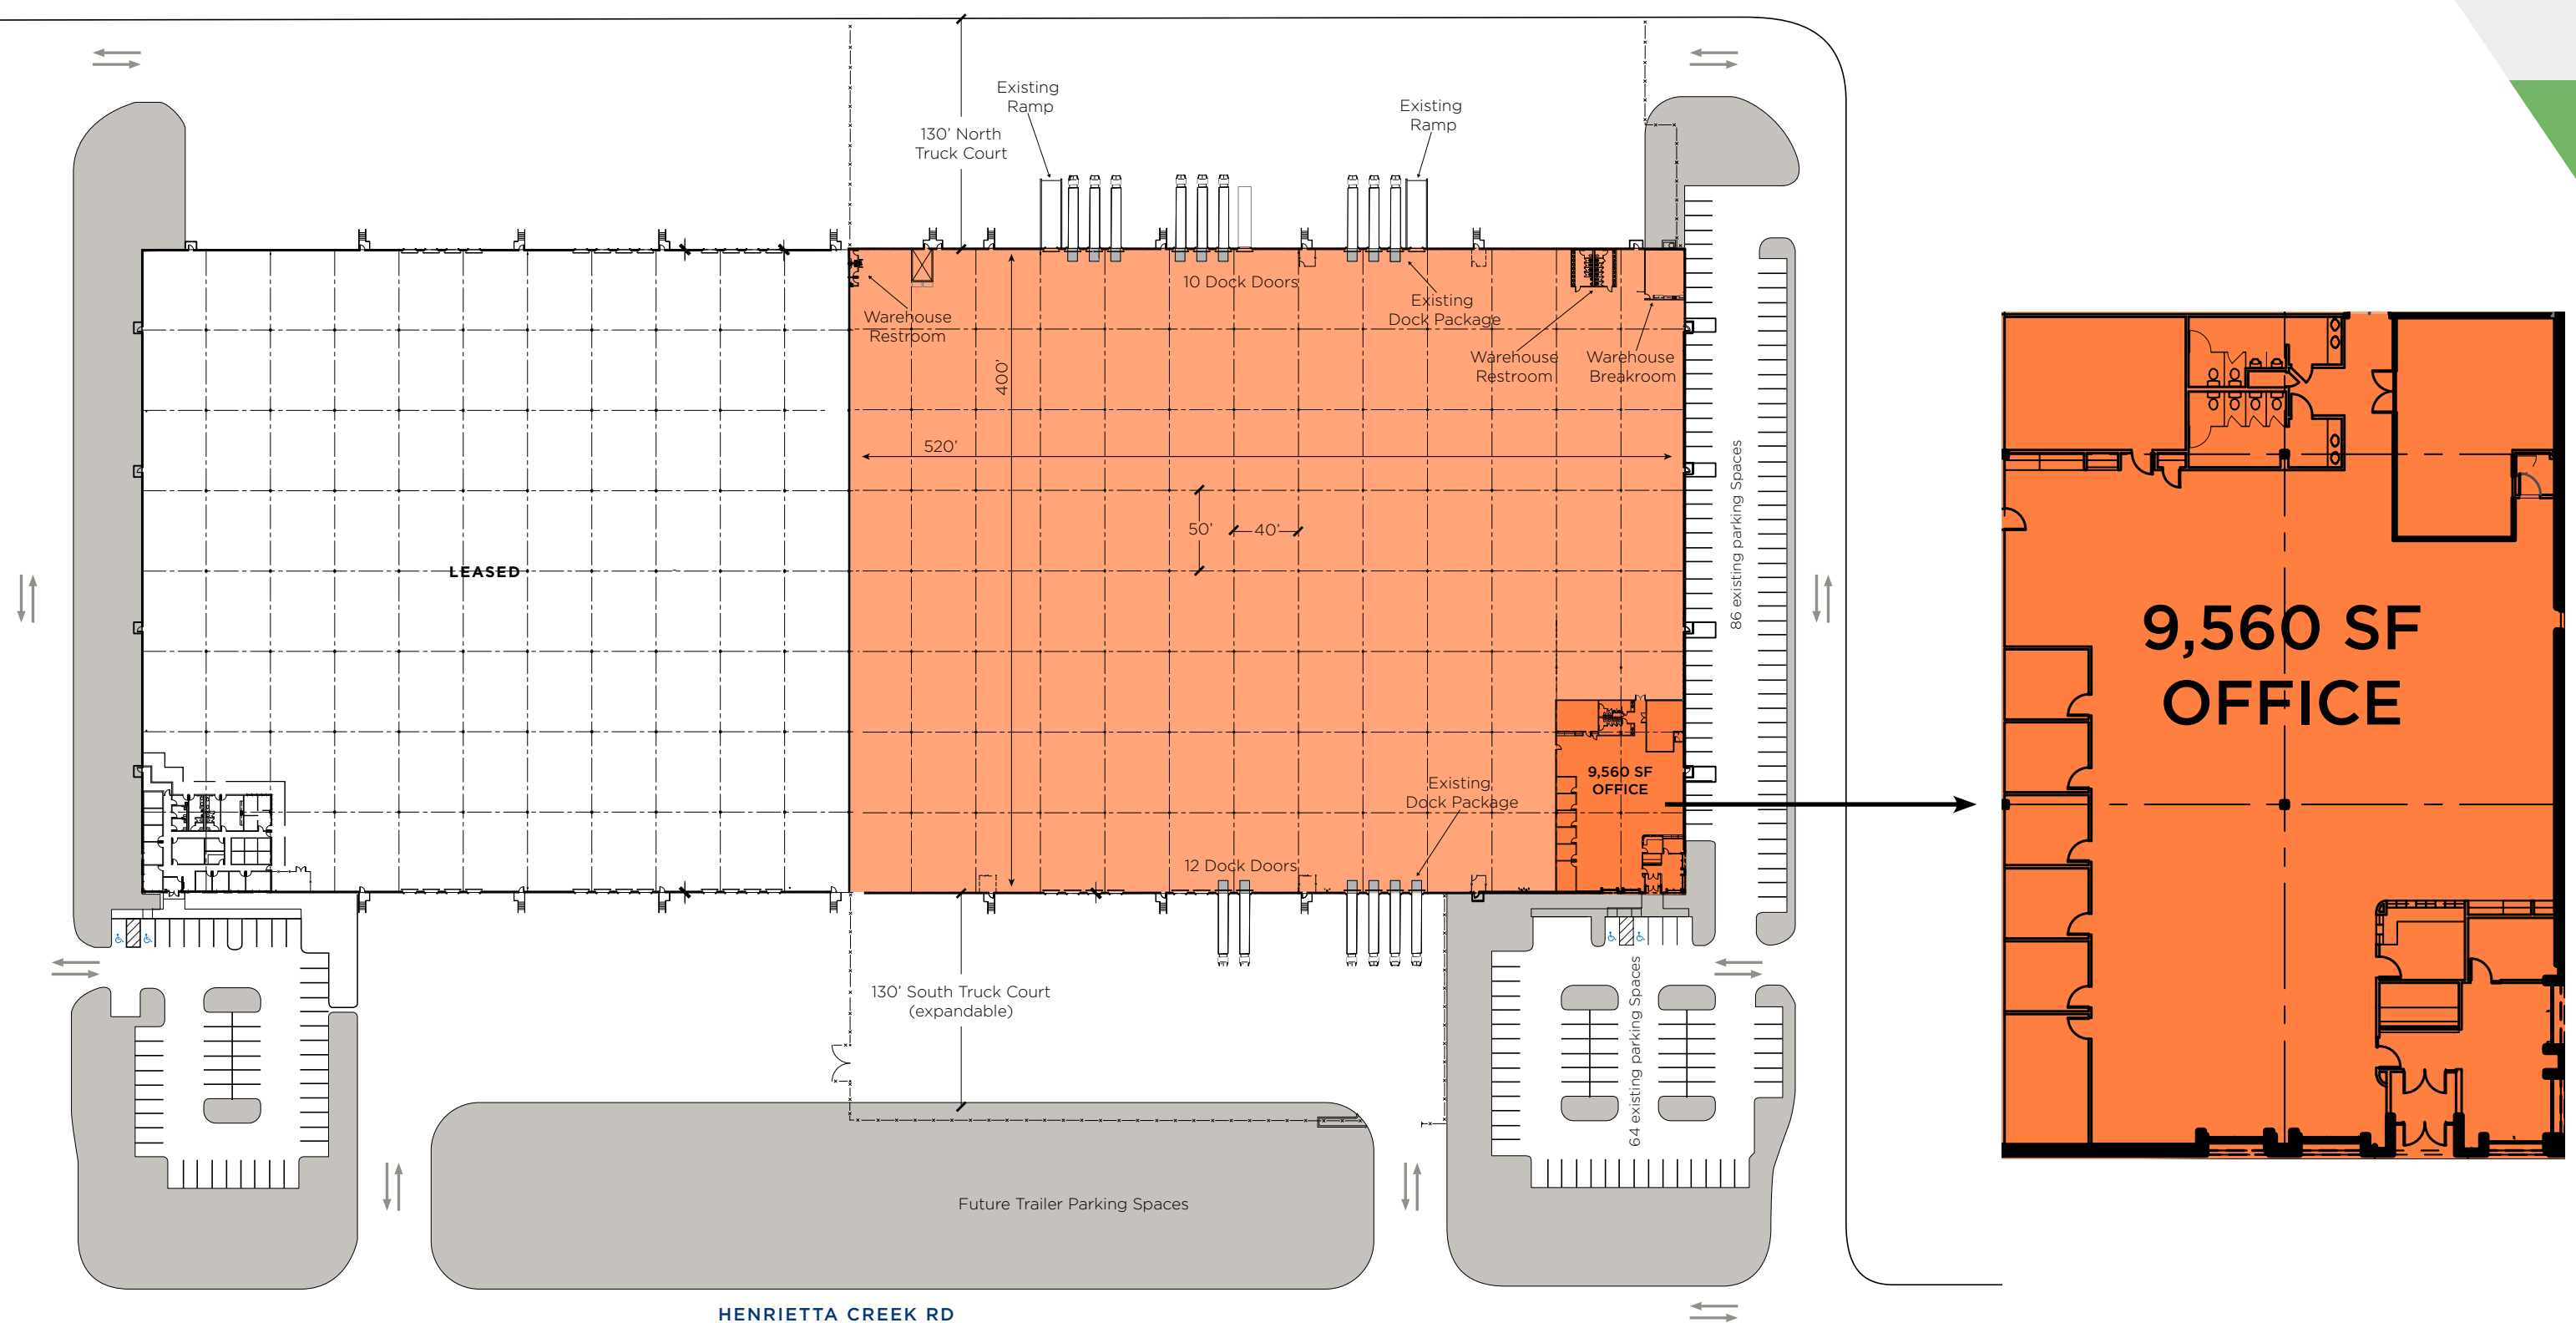 Existing
Ramp
Existing
Ramp
130' North
Truck Court
10 Dock Doors
Existing
Dock Package
Warehouse
Restroom
Warehouse
Restroom
Warehouse
Breakroom
400'
520'
50'
40'
LEASED
86 existing parking Spaces
9,560 SF
OFFICE
9,560 SF
OFFICE
Existing
Dock Package
12 Dock Doors
130' South Truck Court
(expandable)
64 existing parking Spaces
Future Trailer Parking Spaces
HENRIETTA CREEK RD